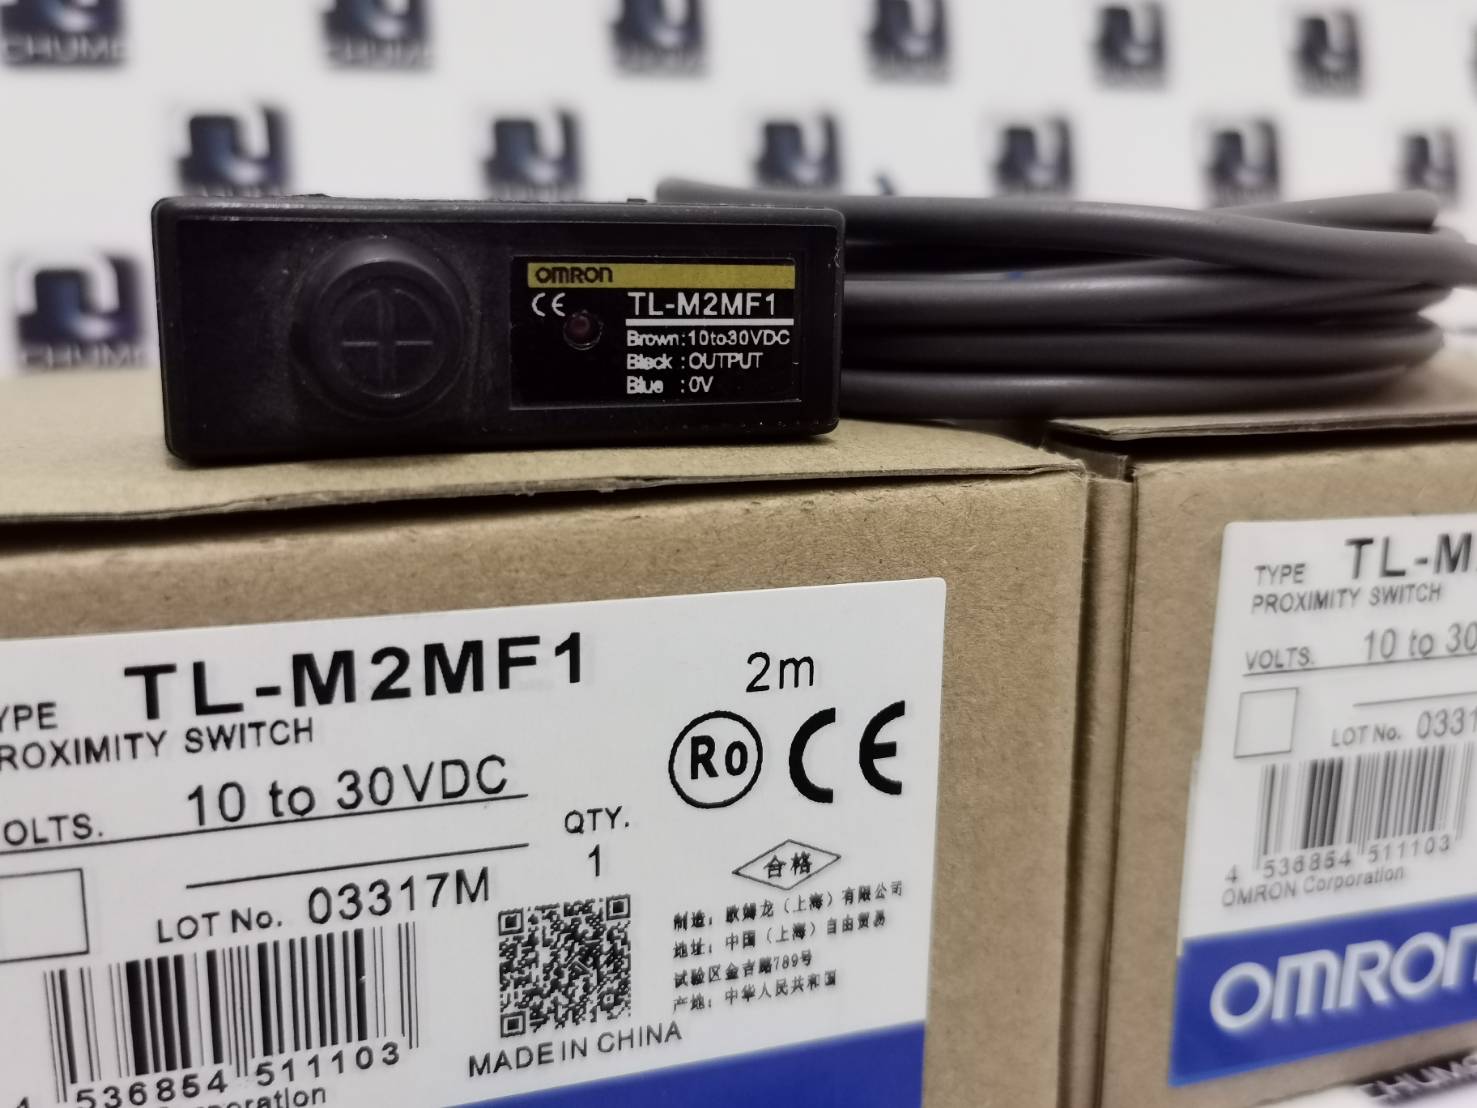 CHUMO
OMRON
CE
TL-M2MF1
Brown:10to30VDC
Black :OUTPUT
Blue :0V
YPE TL-M2MF1
2m
ROXIMITY SWITCH
Ro CE
OLTS. 10 to 30VDC
QTY.
1
LOT No. 03317M
合格
制造: 欧姆龙（上海）有限公司
地址: 中国（上海）自由贸易
试验区金吉路789号
产地: 中华人民共和国
MADE IN CHINA
4 536854 511103
Corporation
TYPE TL-M
PROXIMITY SWITCH
VOLTS. 10 to 30
LOT No. 0331
4 536854 511103
OMRON Corporation
OMRON